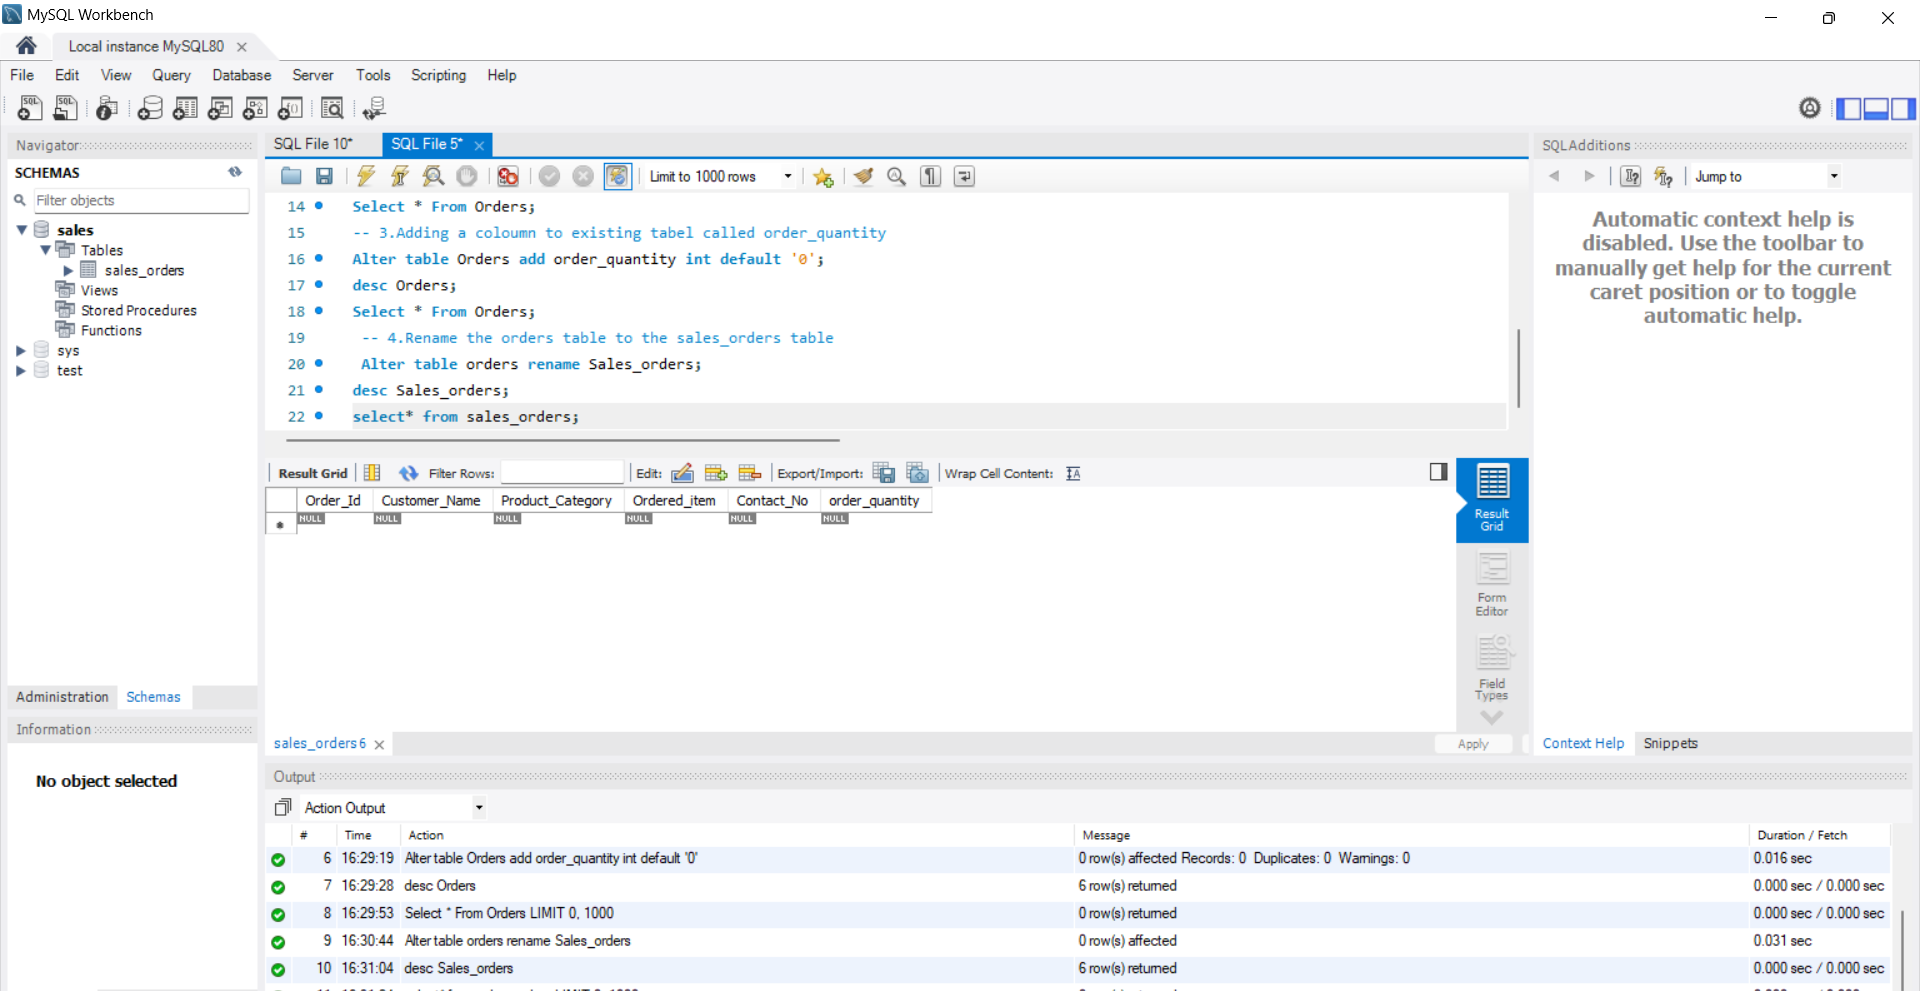 MySQL Workbench
Local instance MySQL80
File Edit View Query Database Server Tools Scripting Help
Navigator
SCHEMAS
Filter objects
sales
Tables
sales_orders
Views
Stored Procedures
Functions
sys
test
Administration Schemas
Information
No object selected
SQL File 10* SQL File 5*
Limit to 1000 rows
14 Select * From Orders;
15 -- 3.Adding a coloumn to existing tabel called order_quantity
16 Alter table Orders add order_quantity int default '0';
17 desc Orders;
18 Select * From Orders;
19 -- 4.Rename the orders table to the sales_orders table
20 Alter table orders rename Sales_orders;
21 desc Sales_orders;
22 select* from sales_orders;
Result Grid Filter Rows: Edit: Export/Import: Wrap Cell Content:
Order_Id Customer_Name Product_Category Ordered_item Contact_No order_quantity
NULL NULL NULL NULL NULL NULL
Result
Grid
Form
Editor
Field
Types
sales_orders 6
Apply
SQLAdditions
Jump to
Automatic context help is
disabled. Use the toolbar to
manually get help for the current
caret position or to toggle
automatic help.
Context Help Snippets
Output
Action Output
# Time Action Message Duration / Fetch
6 16:29:19 Alter table Orders add order_quantity int default '0' 0 row(s) affected Records: 0 Duplicates: 0 Warnings: 0 0.016 sec
7 16:29:28 desc Orders 6 row(s) returned 0.000 sec / 0.000 sec
8 16:29:53 Select * From Orders LIMIT 0, 1000 0 row(s) returned 0.000 sec / 0.000 sec
9 16:30:44 Alter table orders rename Sales_orders 0 row(s) affected 0.031 sec
10 16:31:04 desc Sales_orders 6 row(s) returned 0.000 sec / 0.000 sec